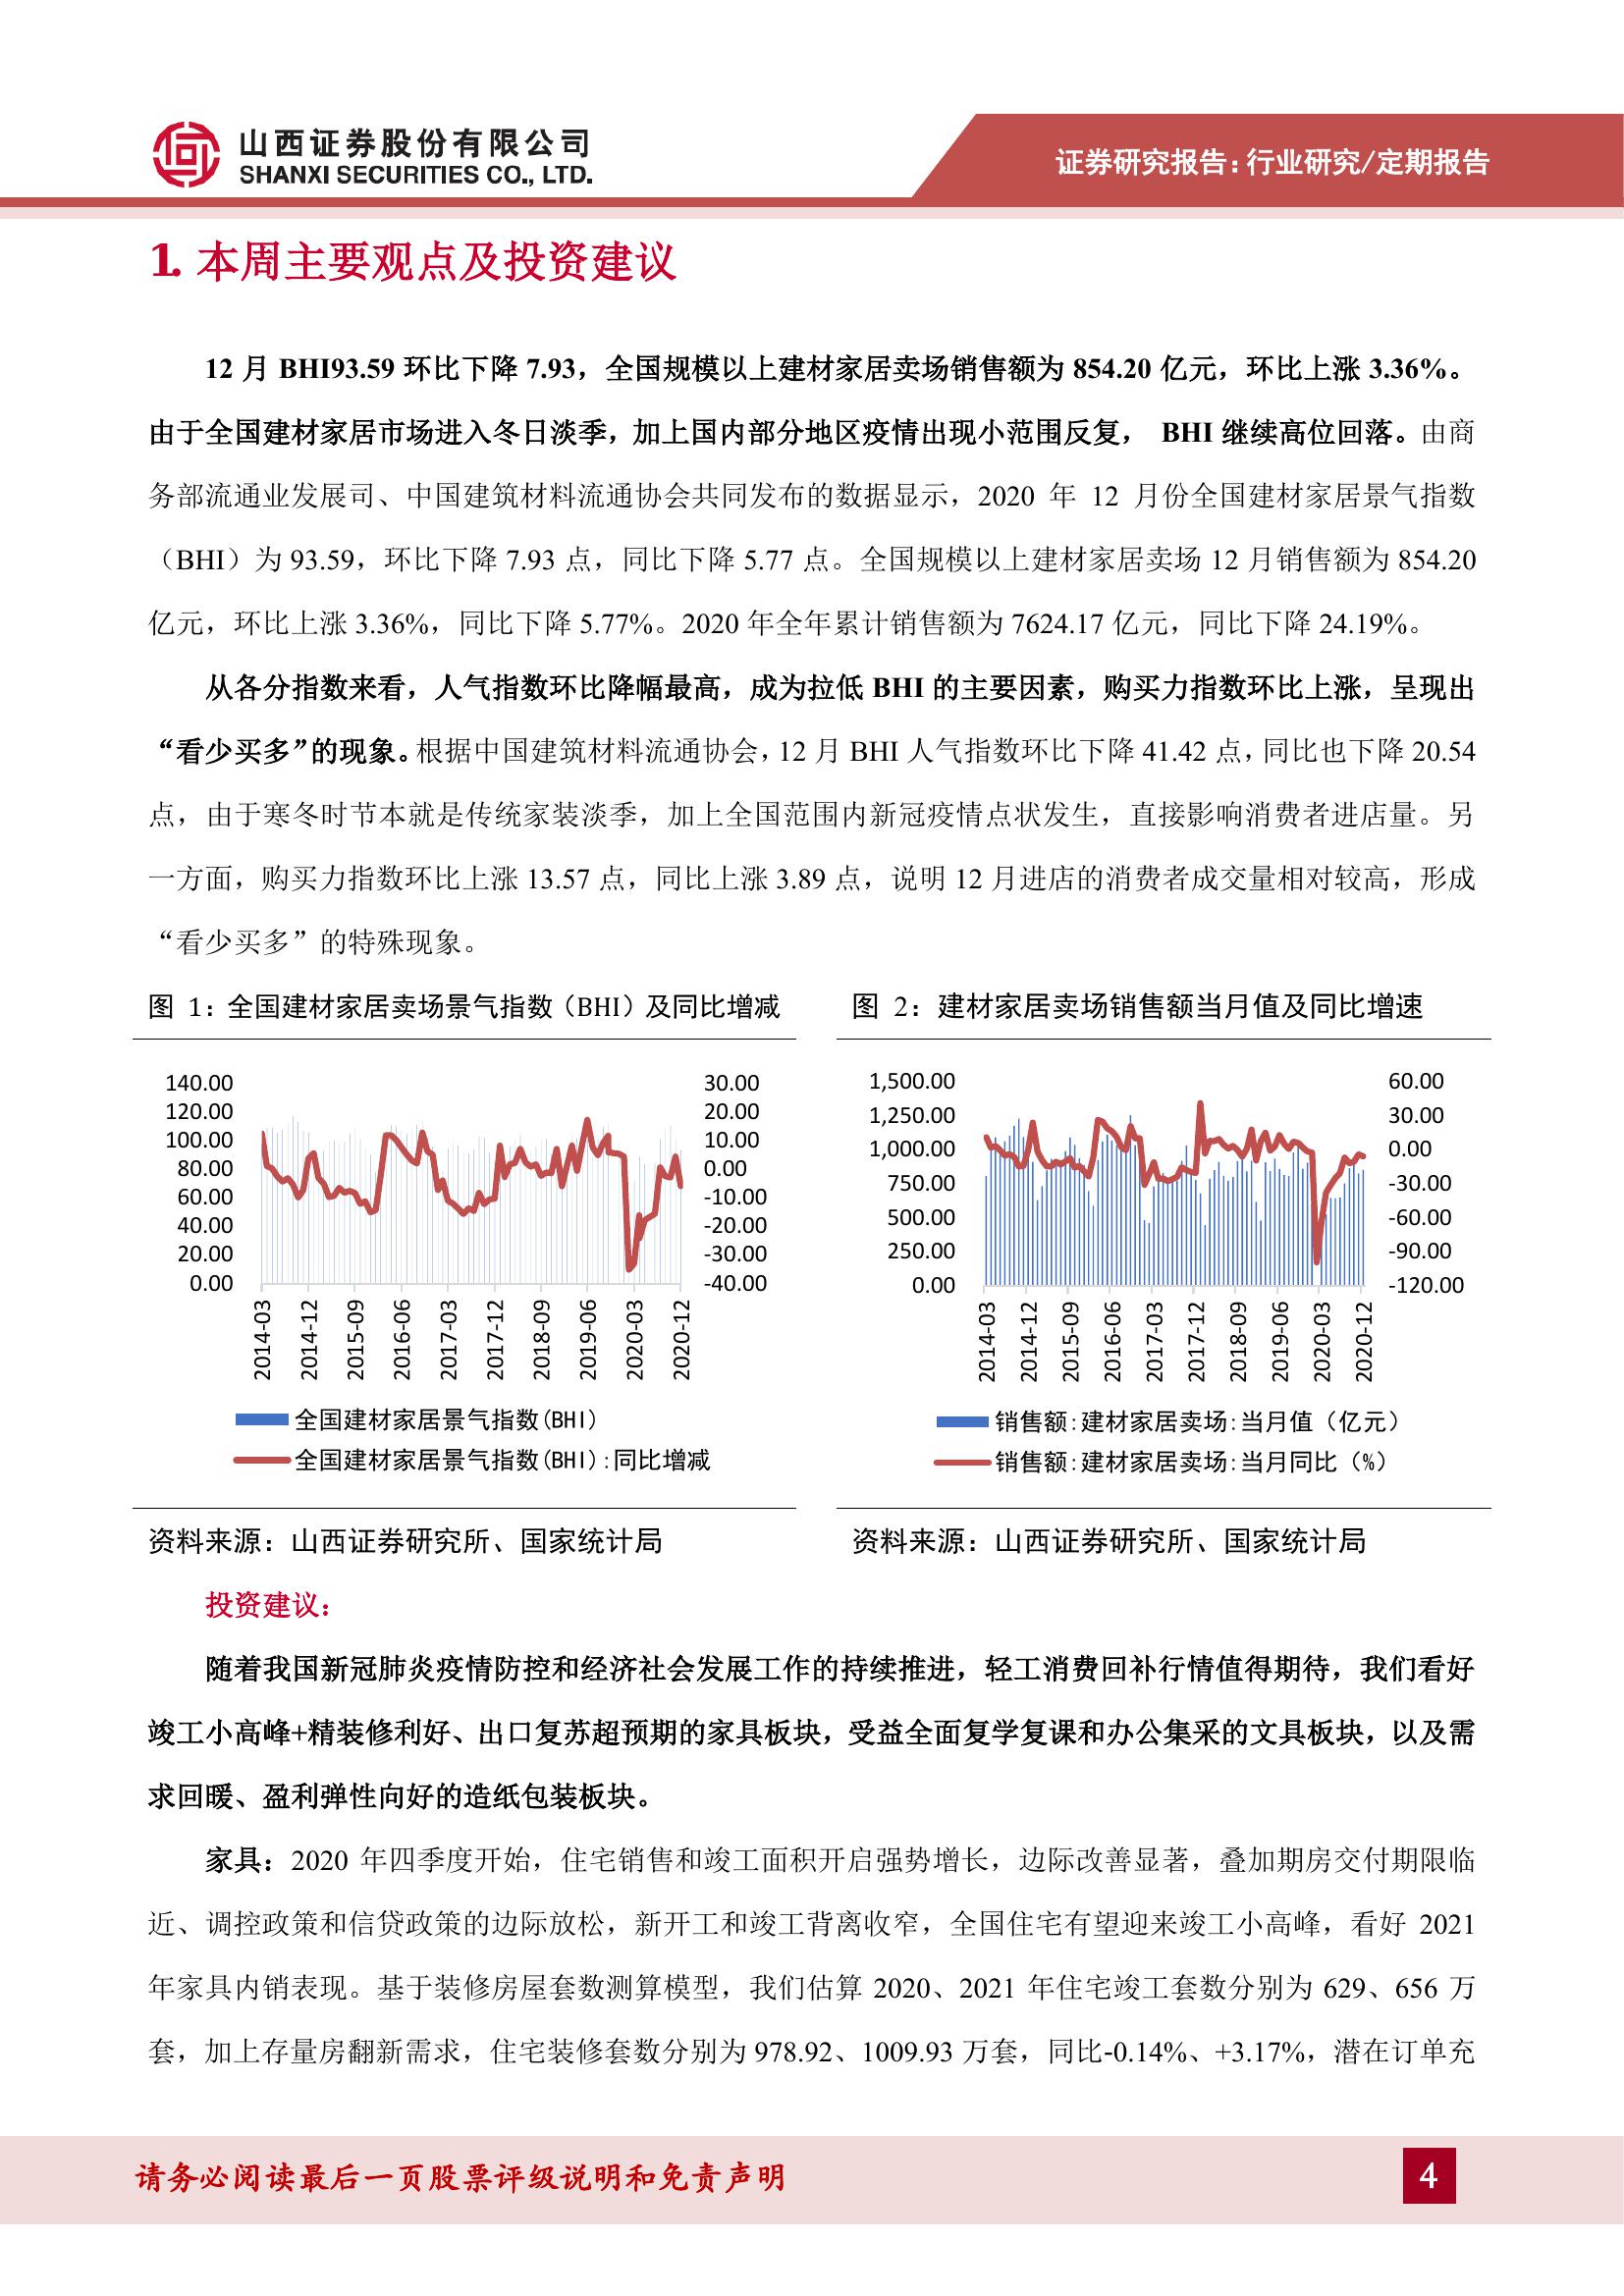 山西证券股份有限公司
SHANXI SECURITIES CO., LTD.
证券研究报告：行业研究/定期报告
1. 本周主要观点及投资建议
12 月 BHI93.59 环比下降 7.93，全国规模以上建材家居卖场销售额为 854.20 亿元，环比上涨 3.36%。
由于全国建材家居市场进入冬日淡季，加上国内部分地区疫情出现小范围反复， BHI 继续高位回落。由商
务部流通业发展司、中国建筑材料流通协会共同发布的数据显示，2020 年 12 月份全国建材家居景气指数
（BHI）为 93.59，环比下降 7.93 点，同比下降 5.77 点。全国规模以上建材家居卖场 12 月销售额为 854.20
亿元，环比上涨 3.36%，同比下降 5.77%。2020 年全年累计销售额为 7624.17 亿元，同比下降 24.19%。
从各分指数来看，人气指数环比降幅最高，成为拉低 BHI 的主要因素，购买力指数环比上涨，呈现出
“看少买多”的现象。根据中国建筑材料流通协会，12 月 BHI 人气指数环比下降 41.42 点，同比也下降 20.54
点，由于寒冬时节本就是传统家装淡季，加上全国范围内新冠疫情点状发生，直接影响消费者进店量。另
一方面，购买力指数环比上涨 13.57 点，同比上涨 3.89 点，说明 12 月进店的消费者成交量相对较高，形成
“看少买多”的特殊现象。
图 1：全国建材家居卖场景气指数（BHI）及同比增减
140.00
120.00
100.00
80.00
60.00
40.00
20.00
0.00
30.00
20.00
10.00
0.00
-10.00
-20.00
-30.00
-40.00
2014-03
2014-12
2015-09
2016-06
2017-03
2017-12
2018-09
2019-06
2020-03
2020-12
全国建材家居景气指数(BHI)
全国建材家居景气指数(BHI):同比增减
资料来源：山西证券研究所、国家统计局
图 2：建材家居卖场销售额当月值及同比增速
1,500.00
1,250.00
1,000.00
750.00
500.00
250.00
0.00
60.00
30.00
0.00
-30.00
-60.00
-90.00
-120.00
2014-03
2014-12
2015-09
2016-06
2017-03
2017-12
2018-09
2019-06
2020-03
2020-12
销售额:建材家居卖场:当月值（亿元）
销售额:建材家居卖场:当月同比（%）
资料来源：山西证券研究所、国家统计局
投资建议：
随着我国新冠肺炎疫情防控和经济社会发展工作的持续推进，轻工消费回补行情值得期待，我们看好
竣工小高峰+精装修利好、出口复苏超预期的家具板块，受益全面复学复课和办公集采的文具板块，以及需
求回暖、盈利弹性向好的造纸包装板块。
家具：2020 年四季度开始，住宅销售和竣工面积开启强势增长，边际改善显著，叠加期房交付期限临
近、调控政策和信贷政策的边际放松，新开工和竣工背离收窄，全国住宅有望迎来竣工小高峰，看好 2021
年家具内销表现。基于装修房屋套数测算模型，我们估算 2020、2021 年住宅竣工套数分别为 629、656 万
套，加上存量房翻新需求，住宅装修套数分别为 978.92、1009.93 万套，同比-0.14%、+3.17%，潜在订单充
请务必阅读最后一页股票评级说明和免责声明
4